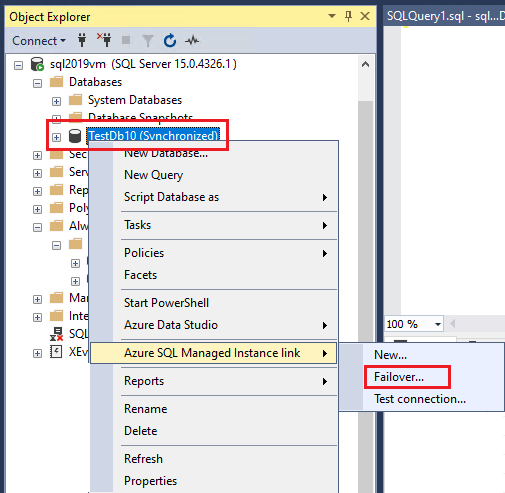 Object Explorer
SQLQuery1.sql - sql...D
Connect
sql2019vm (SQL Server 15.0.4326.1 )
Databases
System Databases
Database Snapshots
TestDb10 (Synchronized)
New Database...
Sec
New Query
Serv
Script Database as
Rep
Poly
Tasks
Alw
Policies
Facets
Man
Start PowerShell
Inte
Azure Data Studio
100 %
SQL
XEv
Azure SQL Managed Instance link
New...
Reports
Failover...
Test connection...
Rename
Delete
Refresh
Properties